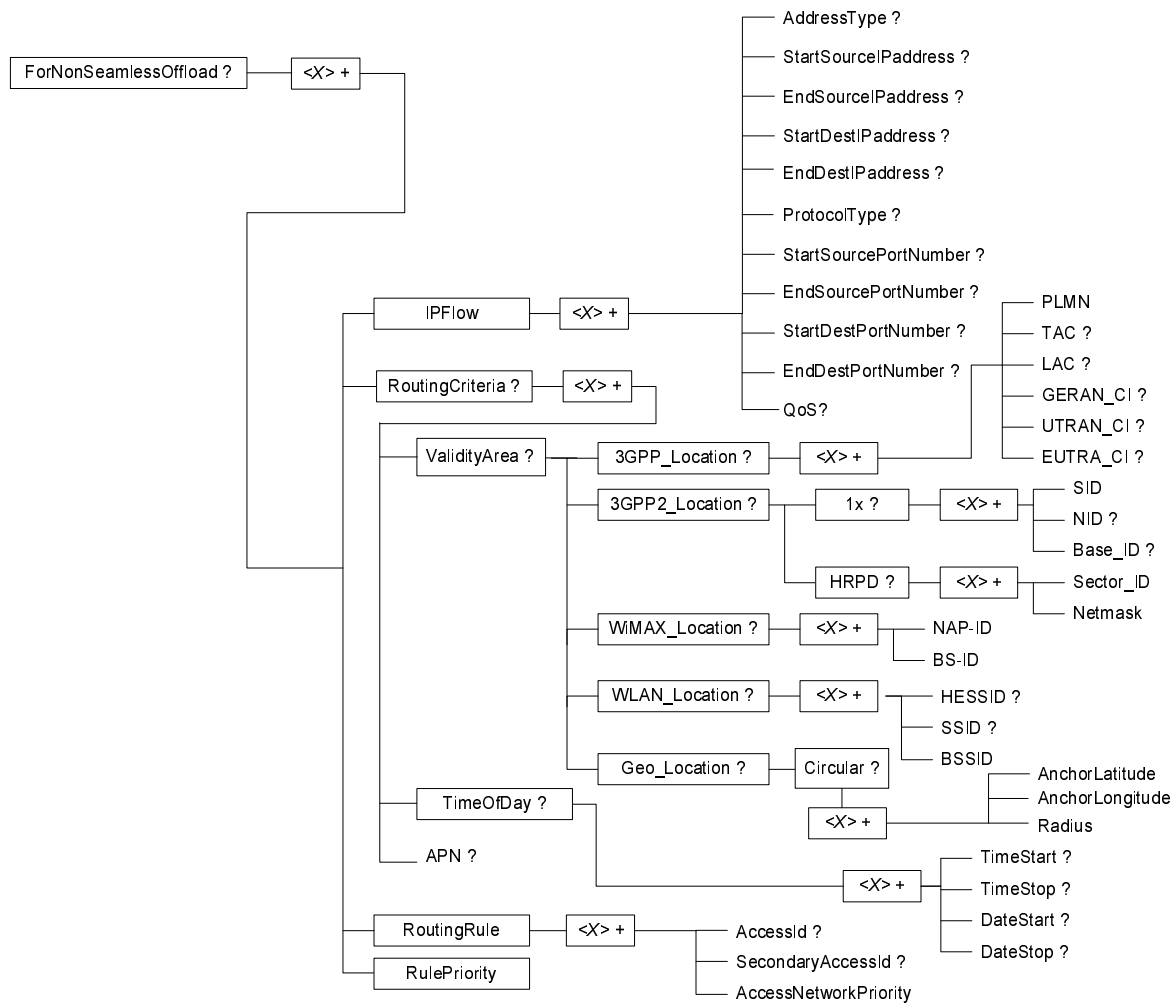 AddressType ?
ForNonSeamlessOffload ?
<X> +
StartSourceIPaddress ?
EndSourceIPaddress ?
StartDestIPaddress ?
EndDestIPaddress ?
ProtocolType ?
StartSourcePortNumber ?
EndSourcePortNumber ?
StartDestPortNumber ?
EndDestPortNumber ?
QoS?
IPFlow
<X> +
PLMN
TAC ?
LAC ?
GERAN_CI ?
UTRAN_CI ?
EUTRA_CI ?
RoutingCriteria ?
<X> +
ValidityArea ?
3GPP_Location ?
<X> +
3GPP2_Location ?
1x ?
<X> +
SID
NID ?
Base_ID ?
HRPD ?
<X> +
Sector_ID
Netmask
WiMAX_Location ?
<X> +
NAP-ID
BS-ID
WLAN_Location ?
<X> +
HESSID ?
SSID ?
BSSID
Geo_Location ?
Circular ?
<X> +
AnchorLatitude
AnchorLongitude
Radius
TimeOfDay ?
<X> +
TimeStart ?
TimeStop ?
DateStart ?
DateStop ?
APN ?
RoutingRule
<X> +
AccessId ?
SecondaryAccessId ?
AccessNetworkPriority
RulePriority